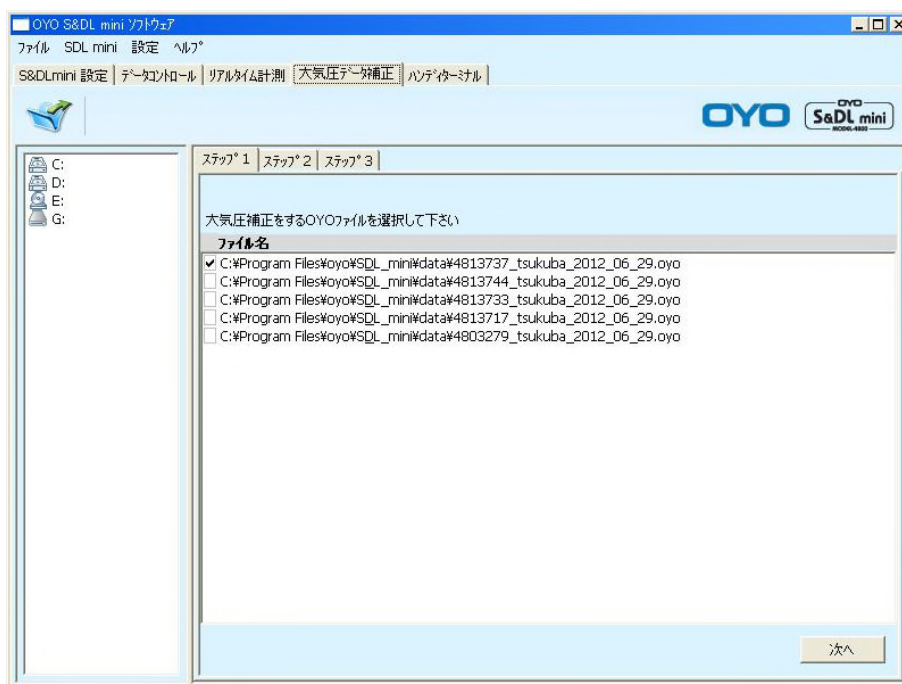 OYO S&DL mini ソフトウェア
ファイル SDL mini 設定 ヘルプ
S&DLmini 設定 データコントロール リアルタイム計測 大気圧データ補正 ハンディターミナル
OYO OYO S&DL mini MODEL-4800
C:
D:
E:
G:
ステップ1 ステップ2 ステップ3
大気圧補正をするOYOファイルを選択して下さい
ファイル名
C:¥Program Files¥oyo¥SDL_mini¥data¥4813737_tsukuba_2012_06_29.oyo
C:¥Program Files¥oyo¥SDL_mini¥data¥4813744_tsukuba_2012_06_29.oyo
C:¥Program Files¥oyo¥SDL_mini¥data¥4813733_tsukuba_2012_06_29.oyo
C:¥Program Files¥oyo¥SDL_mini¥data¥4813717_tsukuba_2012_06_29.oyo
C:¥Program Files¥oyo¥SDL_mini¥data¥4803279_tsukuba_2012_06_29.oyo
次へ